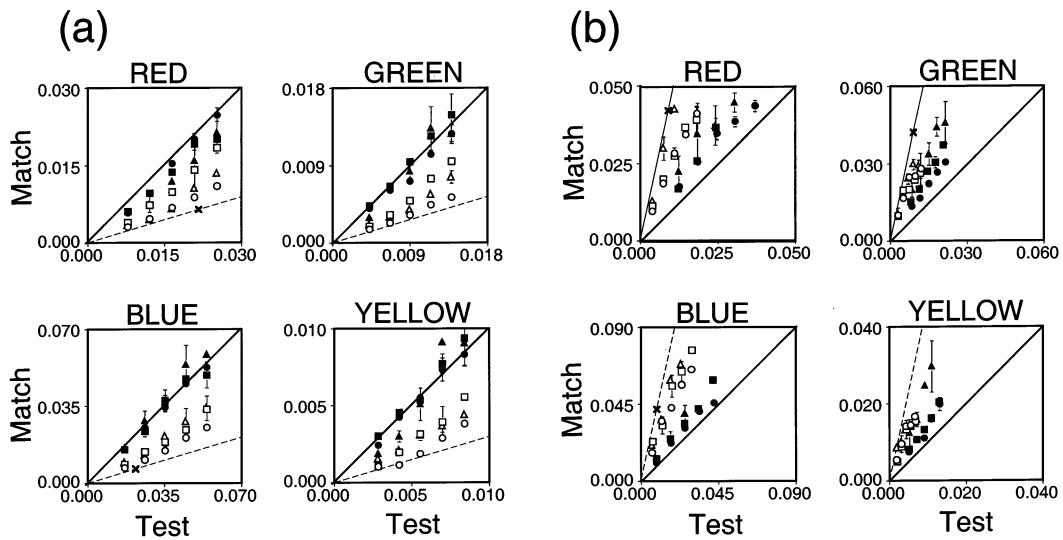 (a)
(b)
RED
GREEN
RED
GREEN
0.030
0.018
0.050
0.060
Match
0.015
0.009
Match
0.025
0.030
0.000
0.000
0.000
0.000
0.000 0.015 0.030
0.000 0.009 0.018
0.000 0.025 0.050
0.000 0.030 0.060
BLUE
YELLOW
BLUE
YELLOW
0.070
0.010
0.090
0.040
Match
0.035
0.005
Match
0.045
0.020
0.000
0.000
0.000
0.000
0.000 0.035 0.070
0.000 0.005 0.010
0.000 0.045 0.090
0.000 0.020 0.040
Test
Test
Test
Test